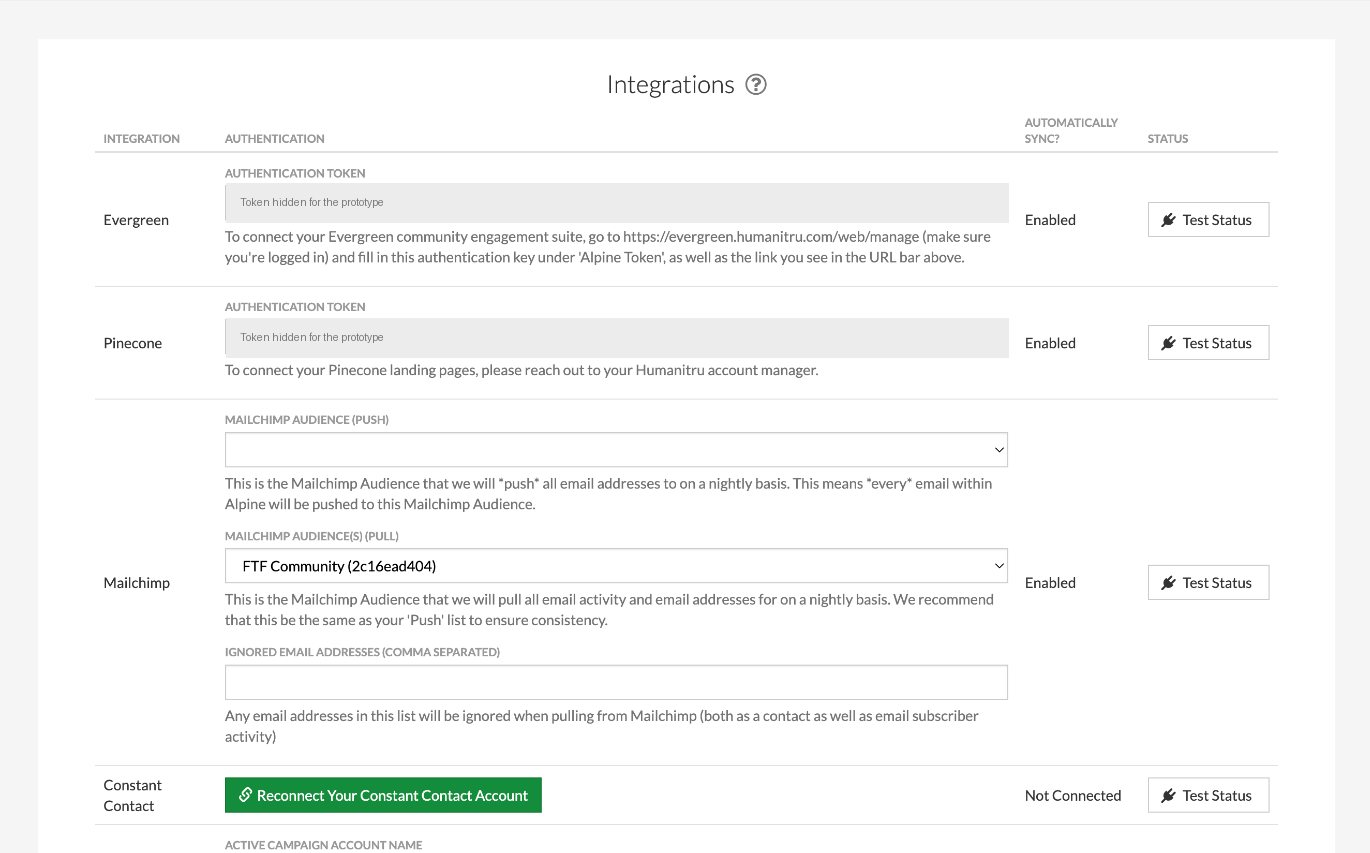 Integrations ?
INTEGRATION
AUTHENTICATION
AUTOMATICALLY
SYNC?
STATUS
AUTHENTICATION TOKEN
Token hidden for the prototype
Evergreen
Enabled
Test Status
To connect your Evergreen community engagement suite, go to https://evergreen.humanitru.com/web/manage (make sure
you're logged in) and fill in this authentication key under 'Alpine Token', as well as the link you see in the URL bar above.
AUTHENTICATION TOKEN
Token hidden for the prototype
Pinecone
Enabled
Test Status
To connect your Pinecone landing pages, please reach out to your Humanitru account manager.
MAILCHIMP AUDIENCE (PUSH)
This is the Mailchimp Audience that we will *push* all email addresses to on a nightly basis. This means *every* email within
Alpine will be pushed to this Mailchimp Audience.
MAILCHIMP AUDIENCE(S) (PULL)
FTF Community (2c16ead404)
Mailchimp
Enabled
Test Status
This is the Mailchimp Audience that we will pull all email activity and email addresses for on a nightly basis. We recommend
that this be the same as your 'Push' list to ensure consistency.
IGNORED EMAIL ADDRESSES (COMMA SEPARATED)
Any email addresses in this list will be ignored when pulling from Mailchimp (both as a contact as well as email subscriber
activity)
Constant
Contact
Reconnect Your Constant Contact Account
Not Connected
Test Status
ACTIVE CAMPAIGN ACCOUNT NAME